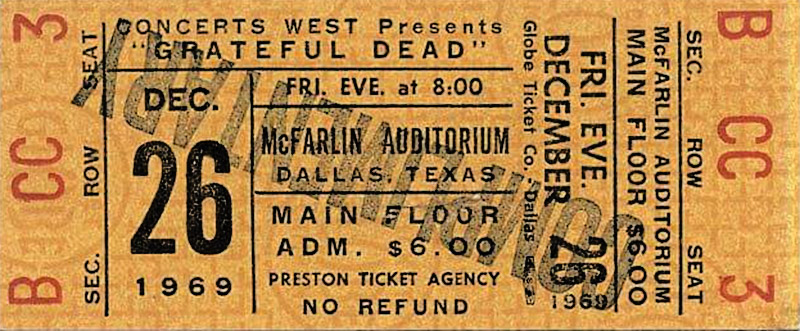 SEC. ROW SEAT
B CC 3
CONCERTS WEST Presents
"GRATEFUL DEAD"
DEC.
26
1969
FRI. EVE. at 8:00
McFARLIN AUDITORIUM
DALLAS, TEXAS
MAIN FLOOR
ADM. $6.00
PRESTON TICKET AGENCY
NO REFUND
COMPLIMENTARY
Globe Ticket Co., Dallas
FRI. EVE.
DECEMBER 26
1969
McFARLIN AUDITORIUM
MAIN FLOOR $6.00
SEC. ROW SEAT
B CC 3